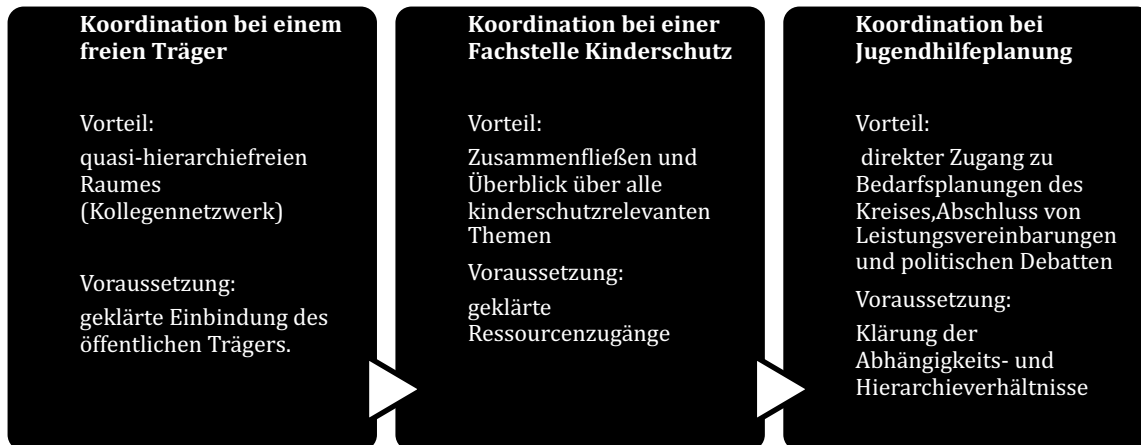 Koordination bei einem
freien Träger
Vorteil:
quasi-hierarchiefreien
Raumes
(Kollegennetzwerk)
Voraussetzung:
geklärte Einbindung des
öffentlichen Trägers.
Koordination bei einer
Fachstelle Kinderschutz
Vorteil:
Zusammenfließen und
Überblick über alle
kinderschutzrelevanten
Themen
Voraussetzung:
geklärte
Ressourcenzugänge
Koordination bei
Jugendhilfeplanung
Vorteil:
direkter Zugang zu
Bedarfsplanungen des
Kreises,Abschluss von
Leistungsvereinbarungen
und politischen Debatten
Voraussetzung:
Klärung der
Abhängigkeits- und
Hierarchieverhältnisse